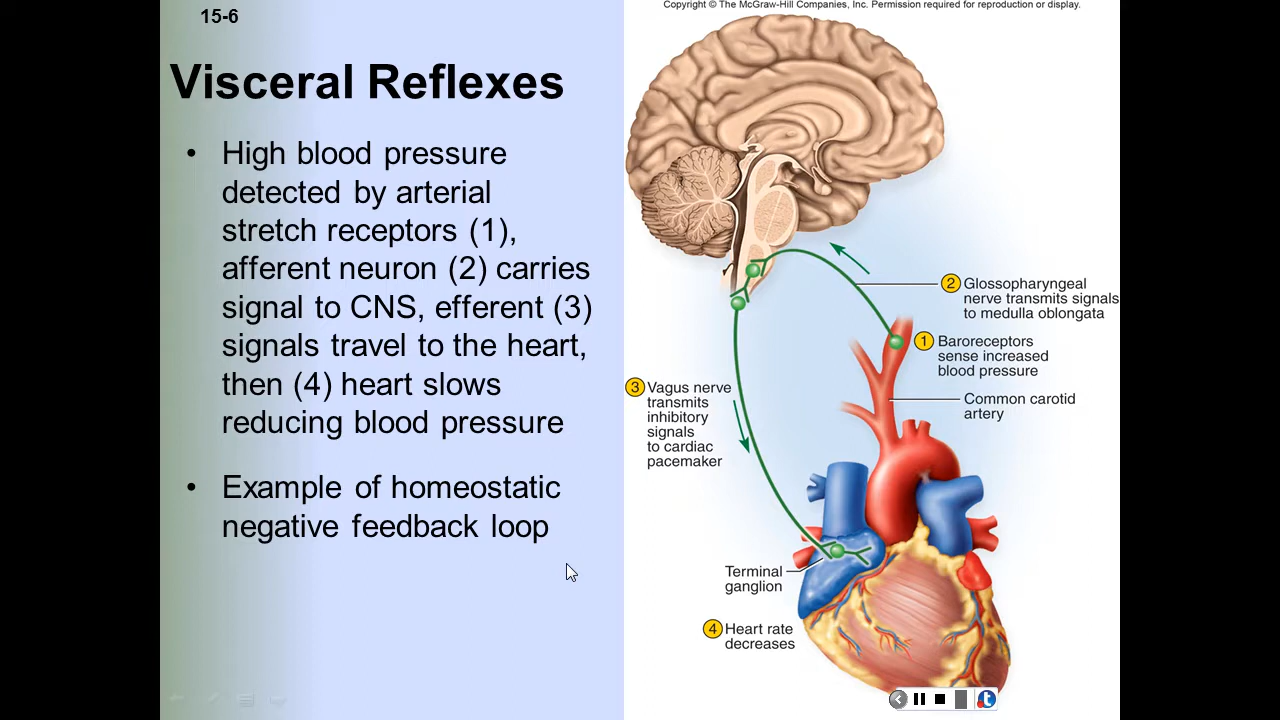 15-6
Copyright © The McGraw-Hill Companies, Inc. Permission required for reproduction or display.
Visceral Reflexes
• High blood pressure
detected by arterial
stretch receptors (1),
afferent neuron (2) carries
signal to CNS, efferent (3)
signals travel to the heart,
then (4) heart slows
reducing blood pressure
• Example of homeostatic
negative feedback loop
2 Glossopharyngeal
nerve transmits signals
to medulla oblongata
1 Baroreceptors
sense increased
blood pressure
Common carotid
artery
3 Vagus nerve
transmits
inhibitory
signals
to cardiac
pacemaker
Terminal
ganglion
4 Heart rate
decreases
t